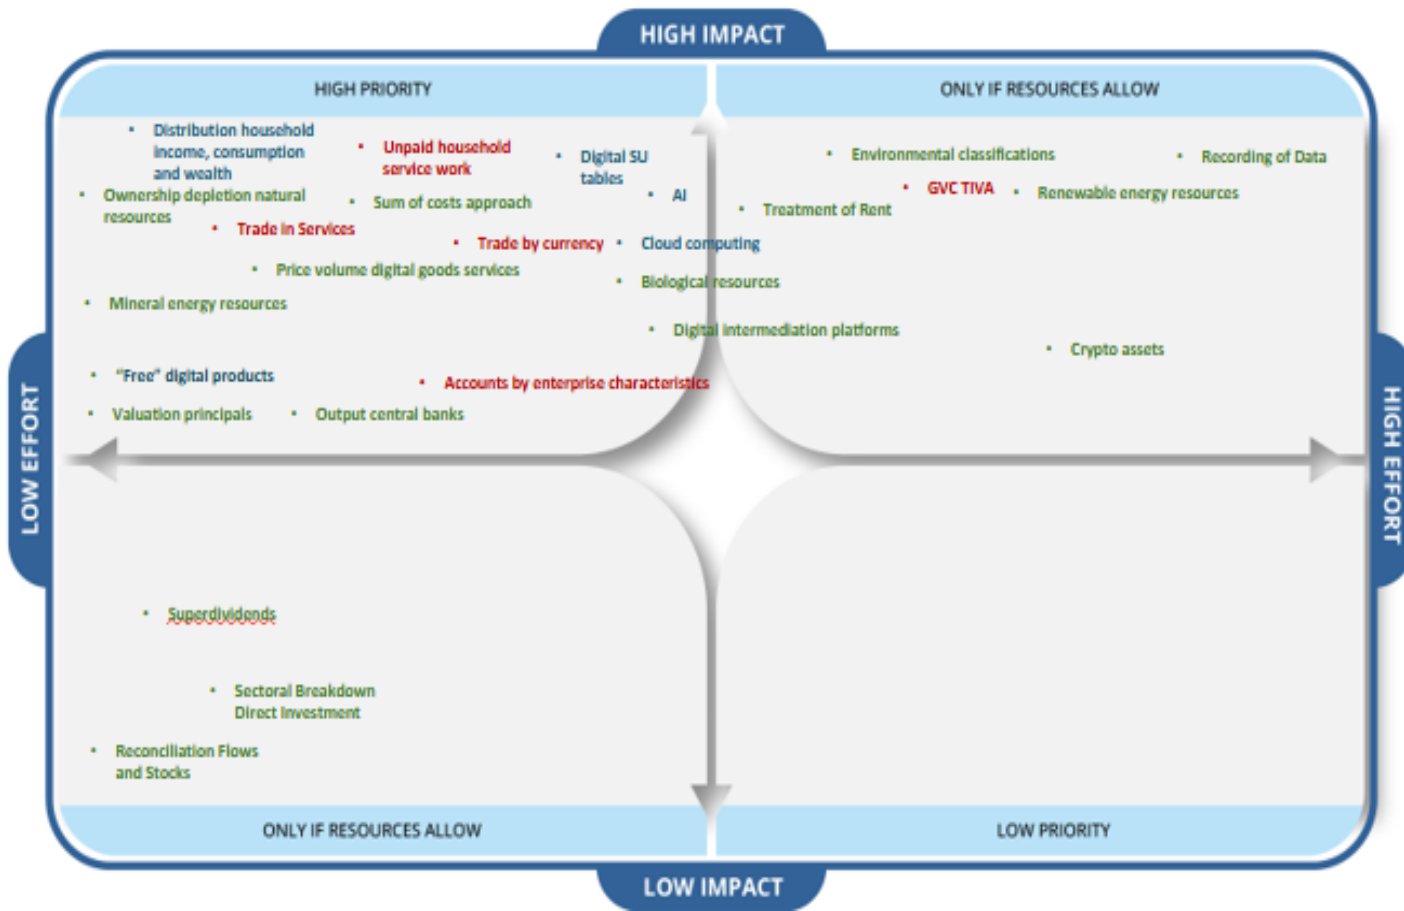 HIGH IMPACT
HIGH PRIORITY
ONLY IF RESOURCES ALLOW
• Distribution household
income, consumption
and wealth
• Unpaid household
service work
• Digital SU
tables
• AI
• Ownership depletion natural
resources
• Sum of costs approach
• Trade in Services
• Trade by currency
• Cloud computing
• Price volume digital goods services
• Biological resources
• Mineral energy resources
• Digital intermediation platforms
• "Free" digital products
• Accounts by enterprise characteristics
• Valuation principals
• Output central banks
• Environmental classifications
• Recording of Data
• GVC TIVA
• Renewable energy resources
• Treatment of Rent
• Crypto assets
LOW EFFORT
HIGH EFFORT
• Superdividends
• Sectoral Breakdown
Direct Investment
• Reconciliation Flows
and Stocks
ONLY IF RESOURCES ALLOW
LOW PRIORITY
LOW IMPACT